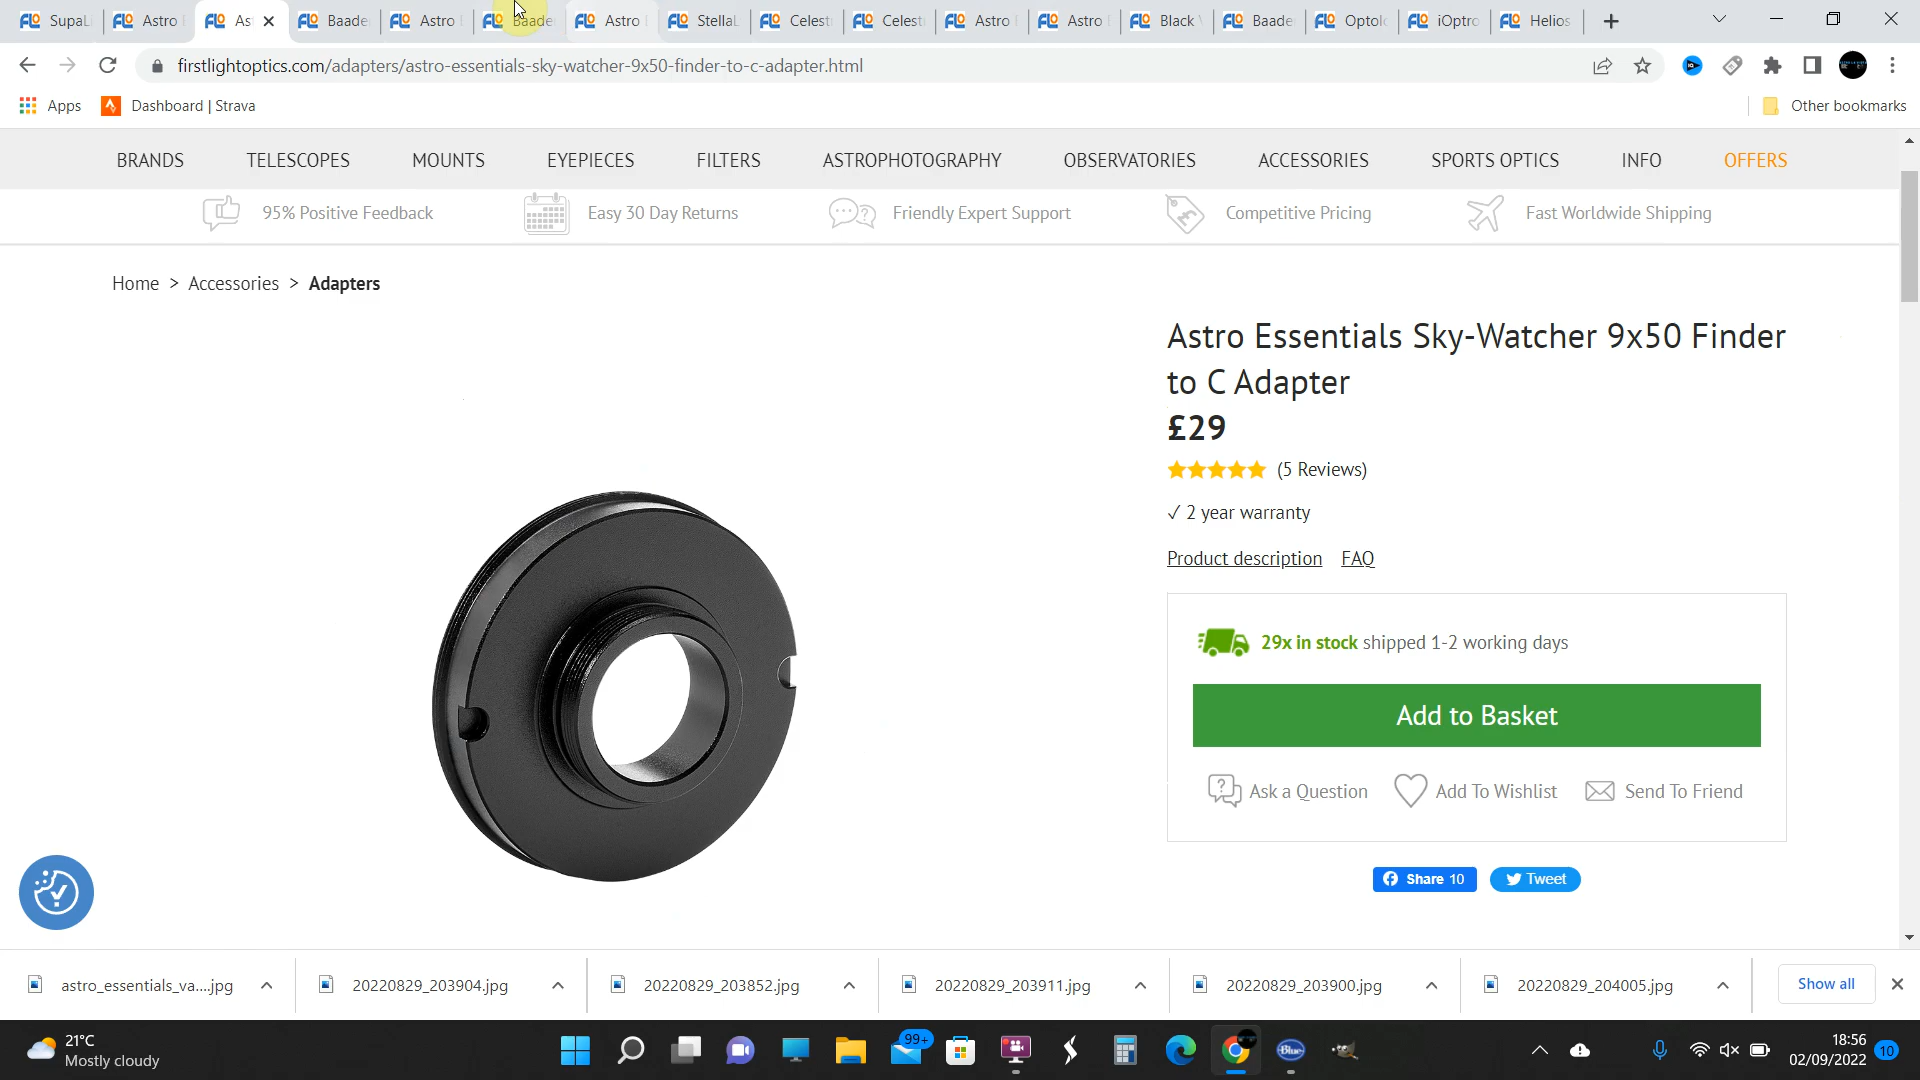 SupaL
Astro
As
Baade
Astro
Baade
Astro
StellaL
Celest
Celest
Astro
Astro
Black
Baade
Optol
iOptro
Helios
firstlightoptics.com/adapters/astro-essentials-sky-watcher-9x50-finder-to-c-adapter.html
Apps
Dashboard | Strava
Other bookmarks
BRANDS TELESCOPES MOUNTS EYEPIECES FILTERS ASTROPHOTOGRAPHY OBSERVATORIES ACCESSORIES SPORTS OPTICS INFO OFFERS
95% Positive Feedback
Easy 30 Day Returns
Friendly Expert Support
Competitive Pricing
Fast Worldwide Shipping
Home > Accessories > Adapters
Astro Essentials Sky-Watcher 9x50 Finder
to C Adapter
£29
(5 Reviews)
✓ 2 year warranty
Product description FAQ
29x in stock shipped 1-2 working days
Add to Basket
Ask a Question
Add To Wishlist
Send To Friend
Share 10
Tweet
astro_essentials_va....jpg
20220829_203904.jpg
20220829_203852.jpg
20220829_203911.jpg
20220829_203900.jpg
20220829_204005.jpg
Show all
21°C
Mostly cloudy
99+
Blue
18:56
02/09/2022
10